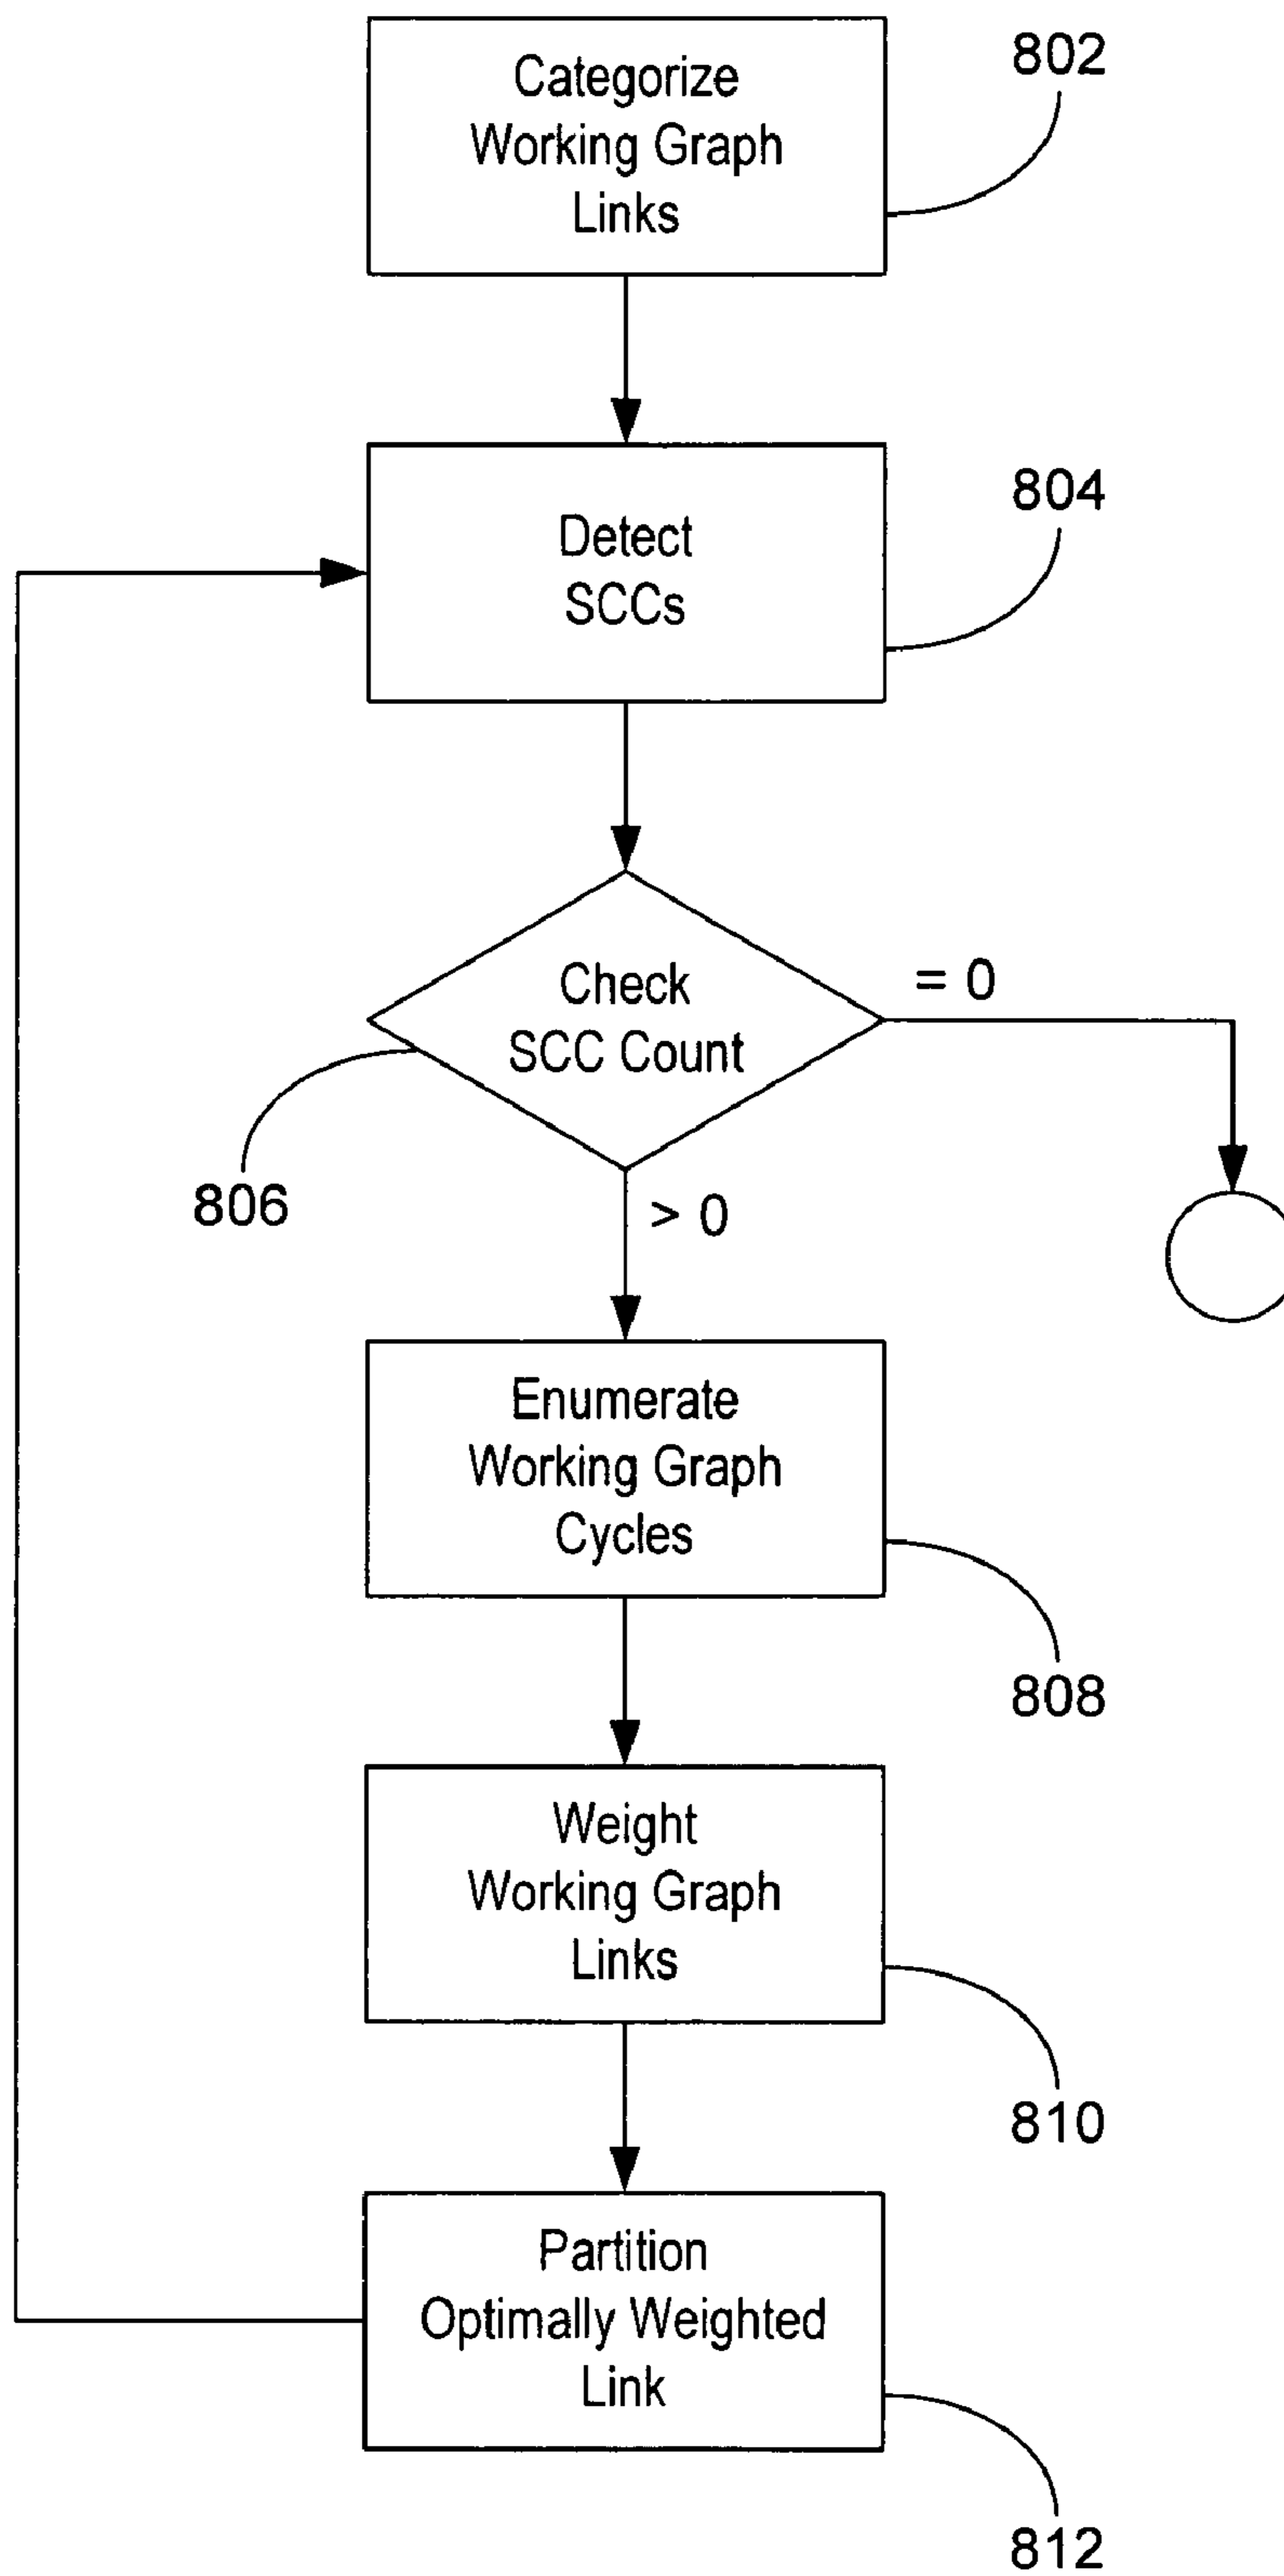 Categorize
Working Graph
Links
802
Detect
SCCs
804
Check
SCC Count
= 0
806
> 0
Enumerate
Working Graph
Cycles
808
Weight
Working Graph
Links
810
Partition
Optimally Weighted
Link
812